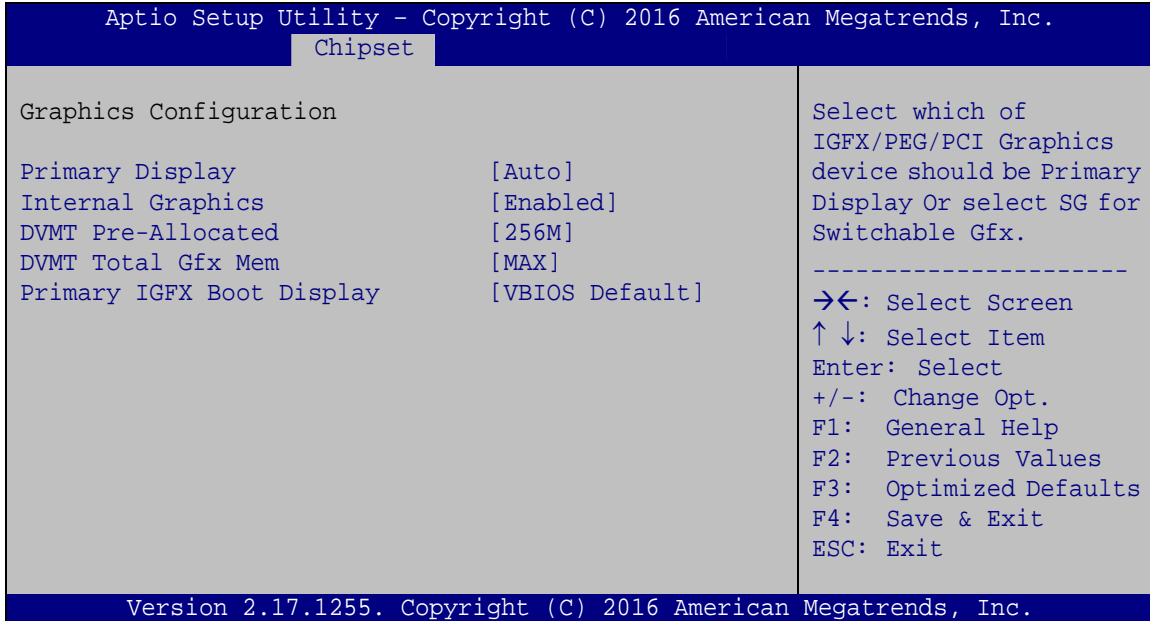 Aptio Setup Utility – Copyright (C) 2016 American Megatrends, Inc.
Chipset
Graphics Configuration
Primary Display [Auto]
Internal Graphics [Enabled]
DVMT Pre-Allocated [256M]
DVMT Total Gfx Mem [MAX]
Primary IGFX Boot Display [VBIOS Default]
Select which of
IGFX/PEG/PCI Graphics
device should be Primary
Display Or select SG for
Switchable Gfx.
----------------------
→←: Select Screen
↑ ↓: Select Item
Enter: Select
+/-: Change Opt.
F1: General Help
F2: Previous Values
F3: Optimized Defaults
F4: Save & Exit
ESC: Exit
Version 2.17.1255. Copyright (C) 2016 American Megatrends, Inc.